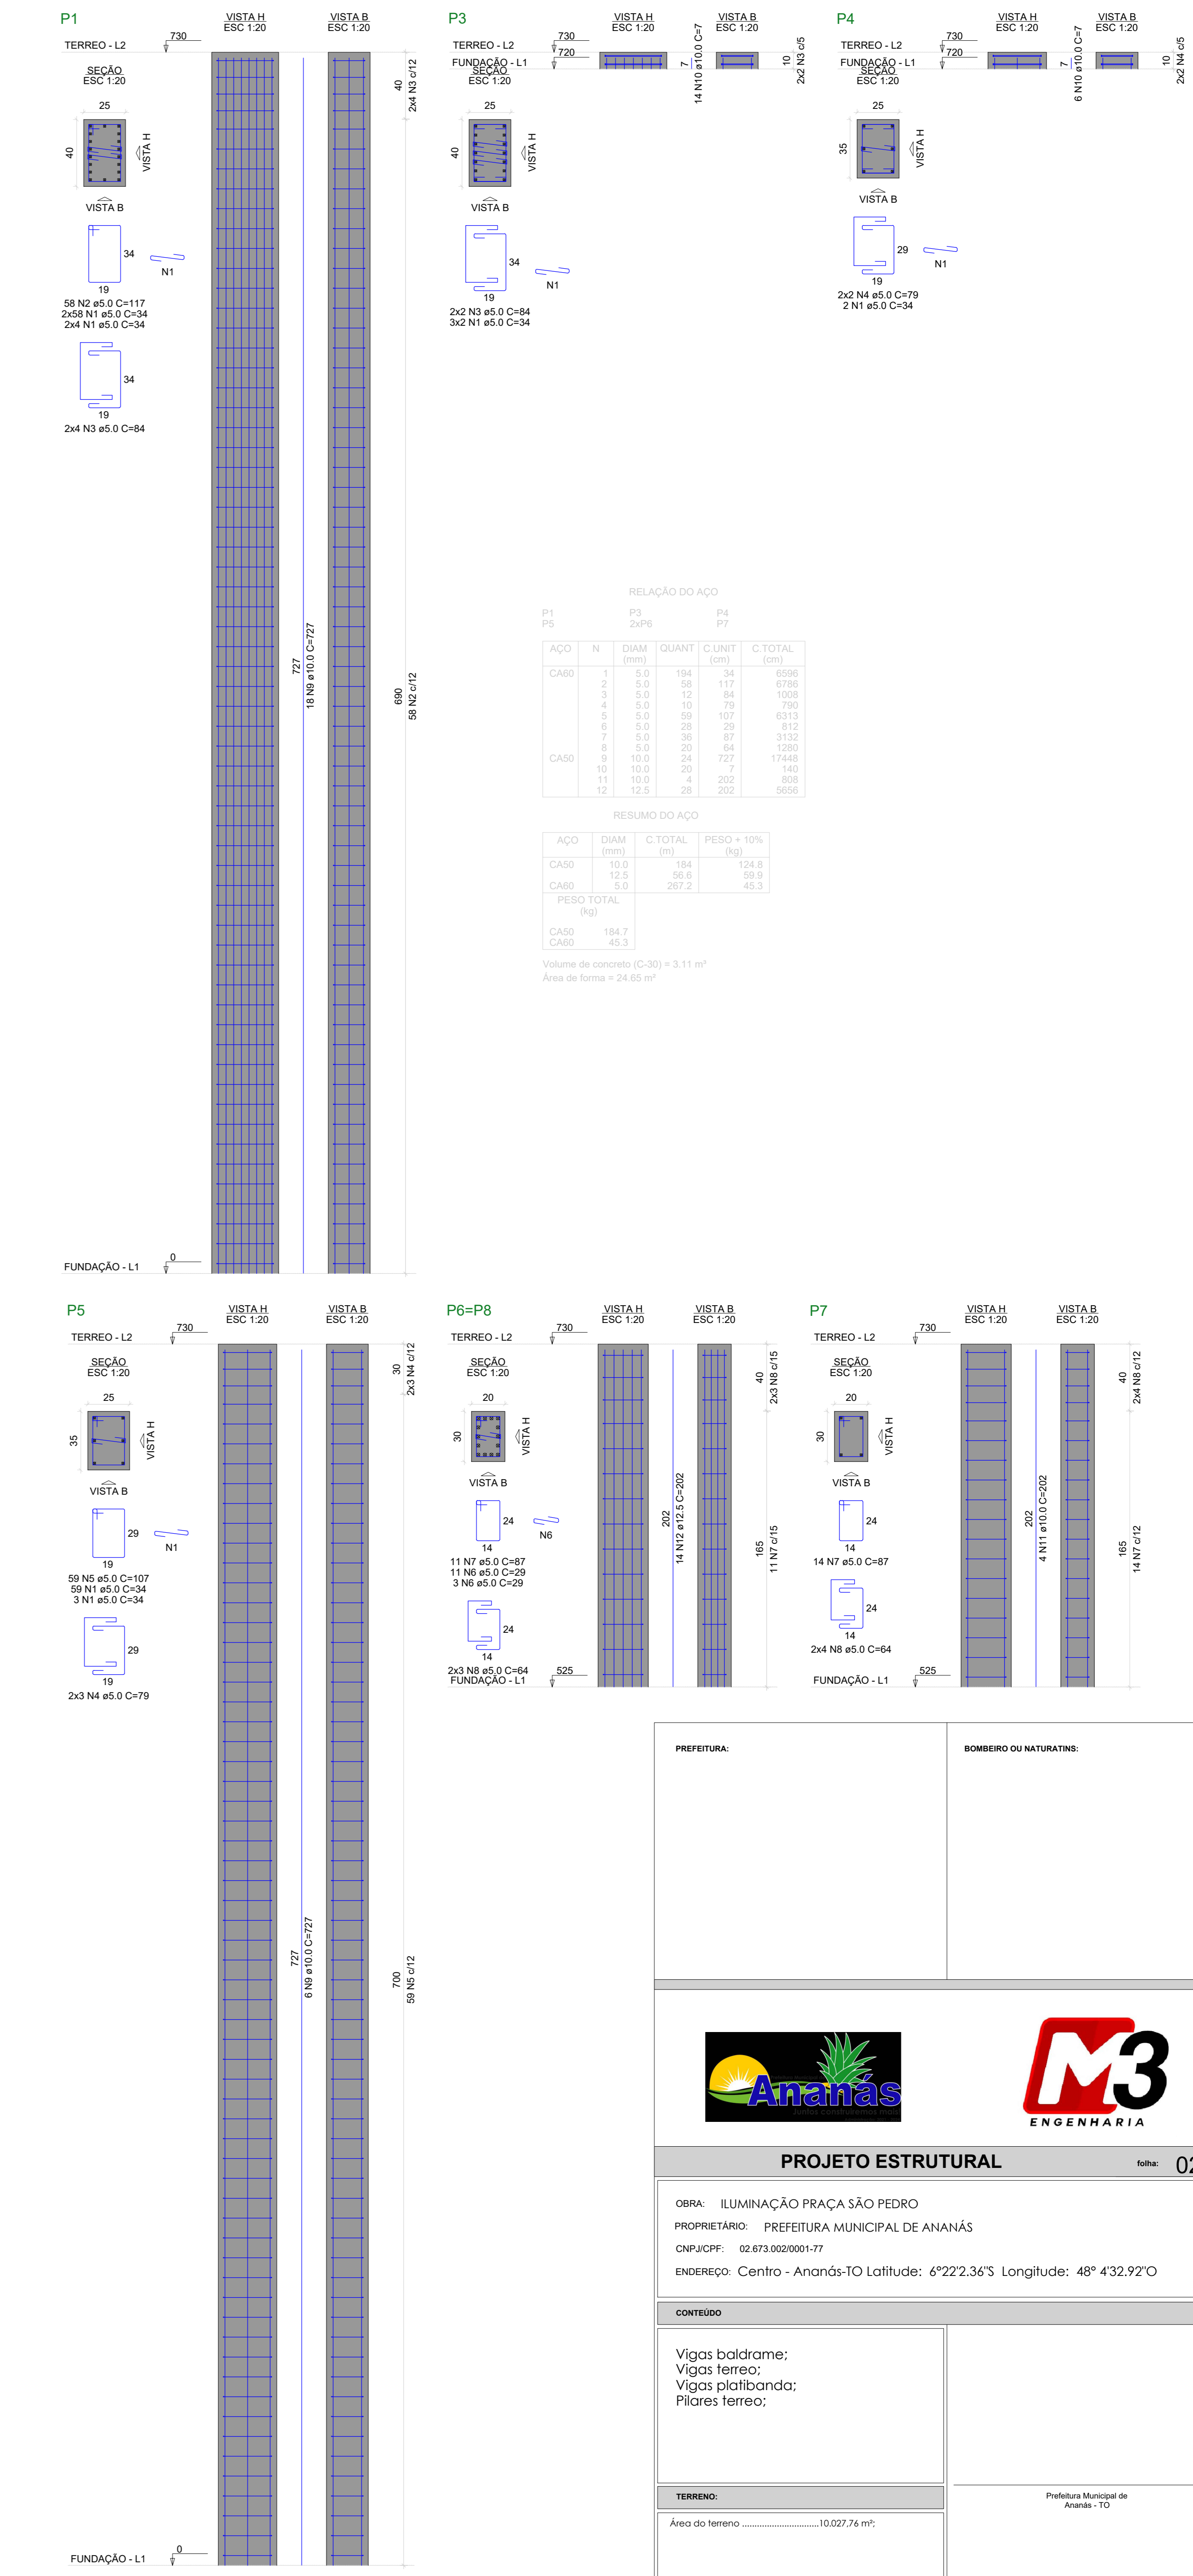 P1
VISTA H
ESC 1:20
VISTA B
ESC 1:20
730
TERREO - L2
SEÇÃO
ESC 1:20
25
40
VISTA H
VISTA B
34
N1
19
58 N2 ø5.0 C=117
2x58 N1 ø5.0 C=34
2x4 N1 ø5.0 C=34
34
19
2x4 N3 ø5.0 C=84
727
18 N9 ø10.0 C=727
40
2x4 N3 c/12
690
58 N2 c/12
0
FUNDAÇÃO - L1
P3
VISTA H
ESC 1:20
VISTA B
ESC 1:20
730
TERREO - L2
720
FUNDAÇÃO - L1
SEÇÃO
ESC 1:20
7
14 N10 ø10.0 C=7
10
2x2 N3 c/5
25
40
VISTA H
VISTA B
34
N1
19
2x2 N3 ø5.0 C=84
3x2 N1 ø5.0 C=34
P4
VISTA H
ESC 1:20
VISTA B
ESC 1:20
730
TERREO - L2
720
FUNDAÇÃO - L1
SEÇÃO
ESC 1:20
7
6 N10 ø10.0 C=7
10
2x2 N4 c/5
25
35
VISTA H
VISTA B
29
N1
19
2x2 N4 ø5.0 C=79
2 N1 ø5.0 C=34
RELAÇÃO DO AÇO
P1 P3 P4
P5 2xP6 P7
AÇO N DIAM QUANT C.UNIT C.TOTAL
(mm) (cm) (cm)
CA60 1 5.0 194 34 6596
2 5.0 58 117 6786
3 5.0 12 84 1008
4 5.0 10 79 790
5 5.0 59 107 6313
6 5.0 28 29 812
7 5.0 36 87 3132
8 5.0 20 64 1280
CA50 9 10.0 24 727 17448
10 10.0 20 7 140
11 10.0 4 202 808
12 12.5 28 202 5656
RESUMO DO AÇO
AÇO DIAM C.TOTAL PESO + 10%
(mm) (m) (kg)
CA50 10.0 184 124.8
12.5 56.6 59.9
CA60 5.0 267.2 45.3
PESO TOTAL
(kg)
CA50 184.7
CA60 45.3
Volume de concreto (C-30) = 3.11 m³
Área de forma = 24.65 m²
P5
VISTA H
ESC 1:20
VISTA B
ESC 1:20
730
TERREO - L2
SEÇÃO
ESC 1:20
25
35
VISTA H
VISTA B
29
N1
19
59 N5 ø5.0 C=107
59 N1 ø5.0 C=34
3 N1 ø5.0 C=34
29
19
2x3 N4 ø5.0 C=79
727
6 N9 ø10.0 C=727
30
2x3 N4 c/12
700
59 N5 c/12
0
FUNDAÇÃO - L1
P6=P8
VISTA H
ESC 1:20
VISTA B
ESC 1:20
730
TERREO - L2
SEÇÃO
ESC 1:20
20
30
VISTA H
VISTA B
24
N6
14
11 N7 ø5.0 C=87
11 N6 ø5.0 C=29
3 N6 ø5.0 C=29
24
14
2x3 N8 ø5.0 C=64
FUNDAÇÃO - L1
525
202
14 N12 ø12.5 C=202
40
2x3 N8 c/15
165
11 N7 c/15
P7
VISTA H
ESC 1:20
VISTA B
ESC 1:20
730
TERREO - L2
SEÇÃO
ESC 1:20
20
30
VISTA H
VISTA B
24
14
14 N7 ø5.0 C=87
24
14
2x4 N8 ø5.0 C=64
525
FUNDAÇÃO - L1
202
4 N11 ø10.0 C=202
40
2x4 N8 c/12
165
14 N7 c/12
PREFEITURA:
BOMBEIRO OU NATURATINS:
Ananás
Juntos construiremos mais
M3
ENGENHARIA
PROJETO ESTRUTURAL
folha: 02
OBRA: ILUMINAÇÃO PRAÇA SÃO PEDRO
PROPRIETÁRIO: PREFEITURA MUNICIPAL DE ANANÁS
CNPJ/CPF: 02.673.002/0001-77
ENDEREÇO: Centro - Ananás-TO Latitude: 6°22'2.36"S Longitude: 48° 4'32.92"O
CONTEÚDO
Vigas baldrame;
Vigas terreo;
Vigas platibanda;
Pilares terreo;
TERRENO:
Prefeitura Municipal de
Ananás - TO
Área do terreno ...............................10.027,76 m²;